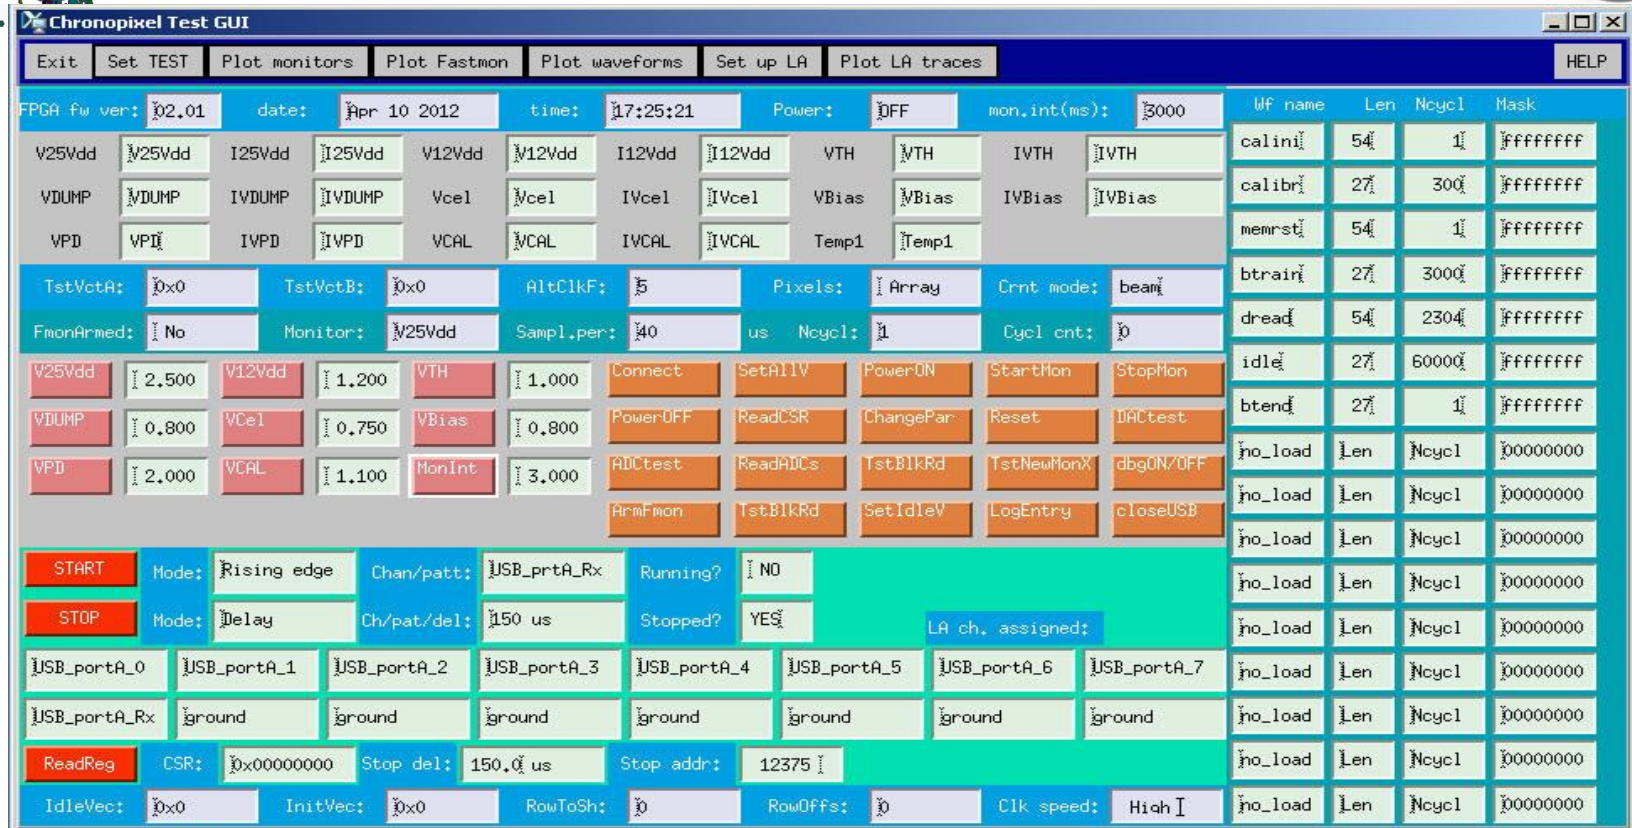 Chronopixel Test GUI
Exit Set TEST Plot monitors Plot Fastmon Plot waveforms Set up LA Plot LA traces HELP
FPGA fw ver: 02.01 date: Apr 10 2012 time: 17:25:21 Power: OFF mon.int(ms): 3000 Wf name Len Ncycl Mask
V25Vdd V25Vdd I25Vdd I25Vdd V12Vdd V12Vdd I12Vdd I12Vdd VTH VTH IVTH IVTH calini 54 1 ffffffff
VDUMP VDUMP IVDUMP IVDUMP Vcel Vcel IVcel IVcel VBias VBias IVBias IVBias calibr 27 300 ffffffff
VPD VPD IVPD IVPD VCAL VCAL IVCAL IVCAL Temp1 Temp1 memrst 54 1 ffffffff
TstVctA: 0x0 TstVctB: 0x0 AltClkF: 5 Pixels: Array Crnt mode: beam btrain 27 3000 ffffffff
FmonArmed: No Monitor: V25Vdd Sampl.per: 40 us Ncycl: 1 Cycl cnt: 0 dread 54 2304 ffffffff
V25Vdd 2.500 V12Vdd 1.200 VTH 1.000 Connect SetAllV PowerON StartMon StopMon idle 27 60000 ffffffff
VDUMP 0.800 VCel 0.750 VBias 0.800 PowerOFF ReadCSR ChangePar Reset DACtest btend 27 1 ffffffff
VPD 2.000 VCAL 1.100 MonInt 3.000 ADCtest ReadADCs TstBlkRd TstNewMonX dbgON/OFF no_load Len Ncycl 00000000
ArmFmon TstBlkRd SetIdleV LogEntry closeUSB no_load Len Ncycl 00000000
no_load Len Ncycl 00000000
START Mode: Rising edge Chan/patt: USB_prtA_Rx Running? NO no_load Len Ncycl 00000000
STOP Mode: Delay Ch/pat/del: 150 us Stopped? YES LA ch. assigned: no_load Len Ncycl 00000000
USB_portA_0 USB_portA_1 USB_portA_2 USB_portA_3 USB_portA_4 USB_portA_5 USB_portA_6 USB_portA_7 no_load Len Ncycl 00000000
USB_portA_Rx ground ground ground ground ground ground ground no_load Len Ncycl 00000000
ReadReg CSR: 0x00000000 Stop del: 150.0 us Stop addr: 12375 no_load Len Ncycl 00000000
IdleVec: 0x0 InitVec: 0x0 RowToSh: 0 RowOffs: 0 Clk speed: High no_load Len Ncycl 00000000